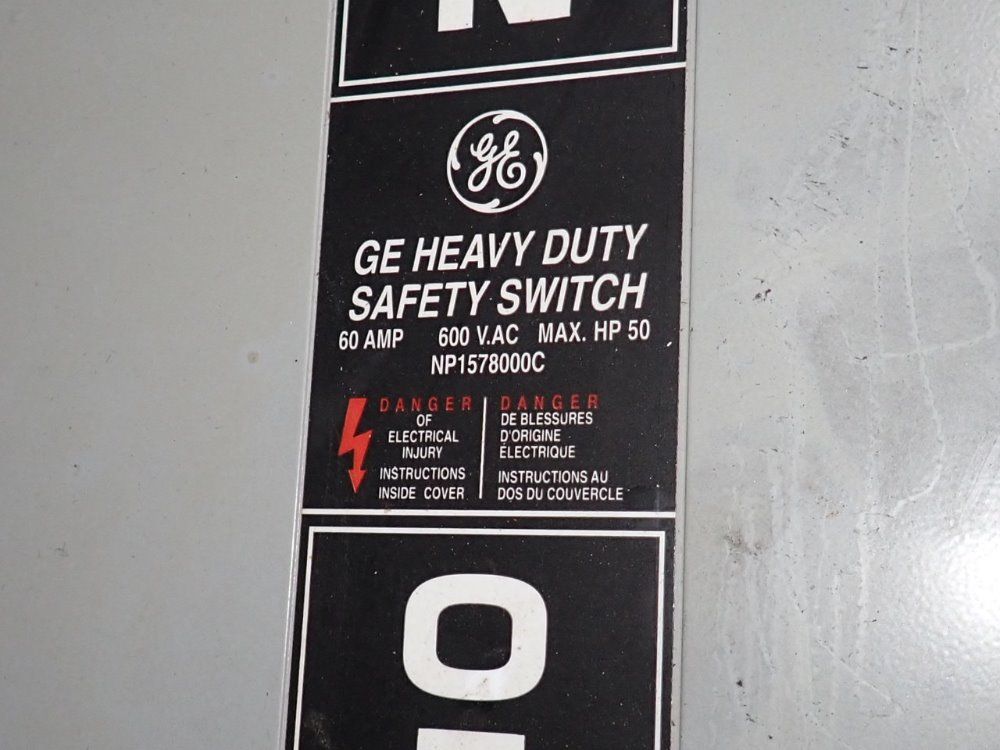 N
GE
GE HEAVY DUTY
SAFETY SWITCH
60 AMP 600 V.AC MAX. HP 50
NP1578000C
DANGER
OF
ELECTRICAL
INJURY
INSTRUCTIONS
INSIDE COVER
DANGER
DE BLESSURES
D'ORIGINE
ÉLECTRIQUE
INSTRUCTIONS AU
DOS DU COUVERCLE
O